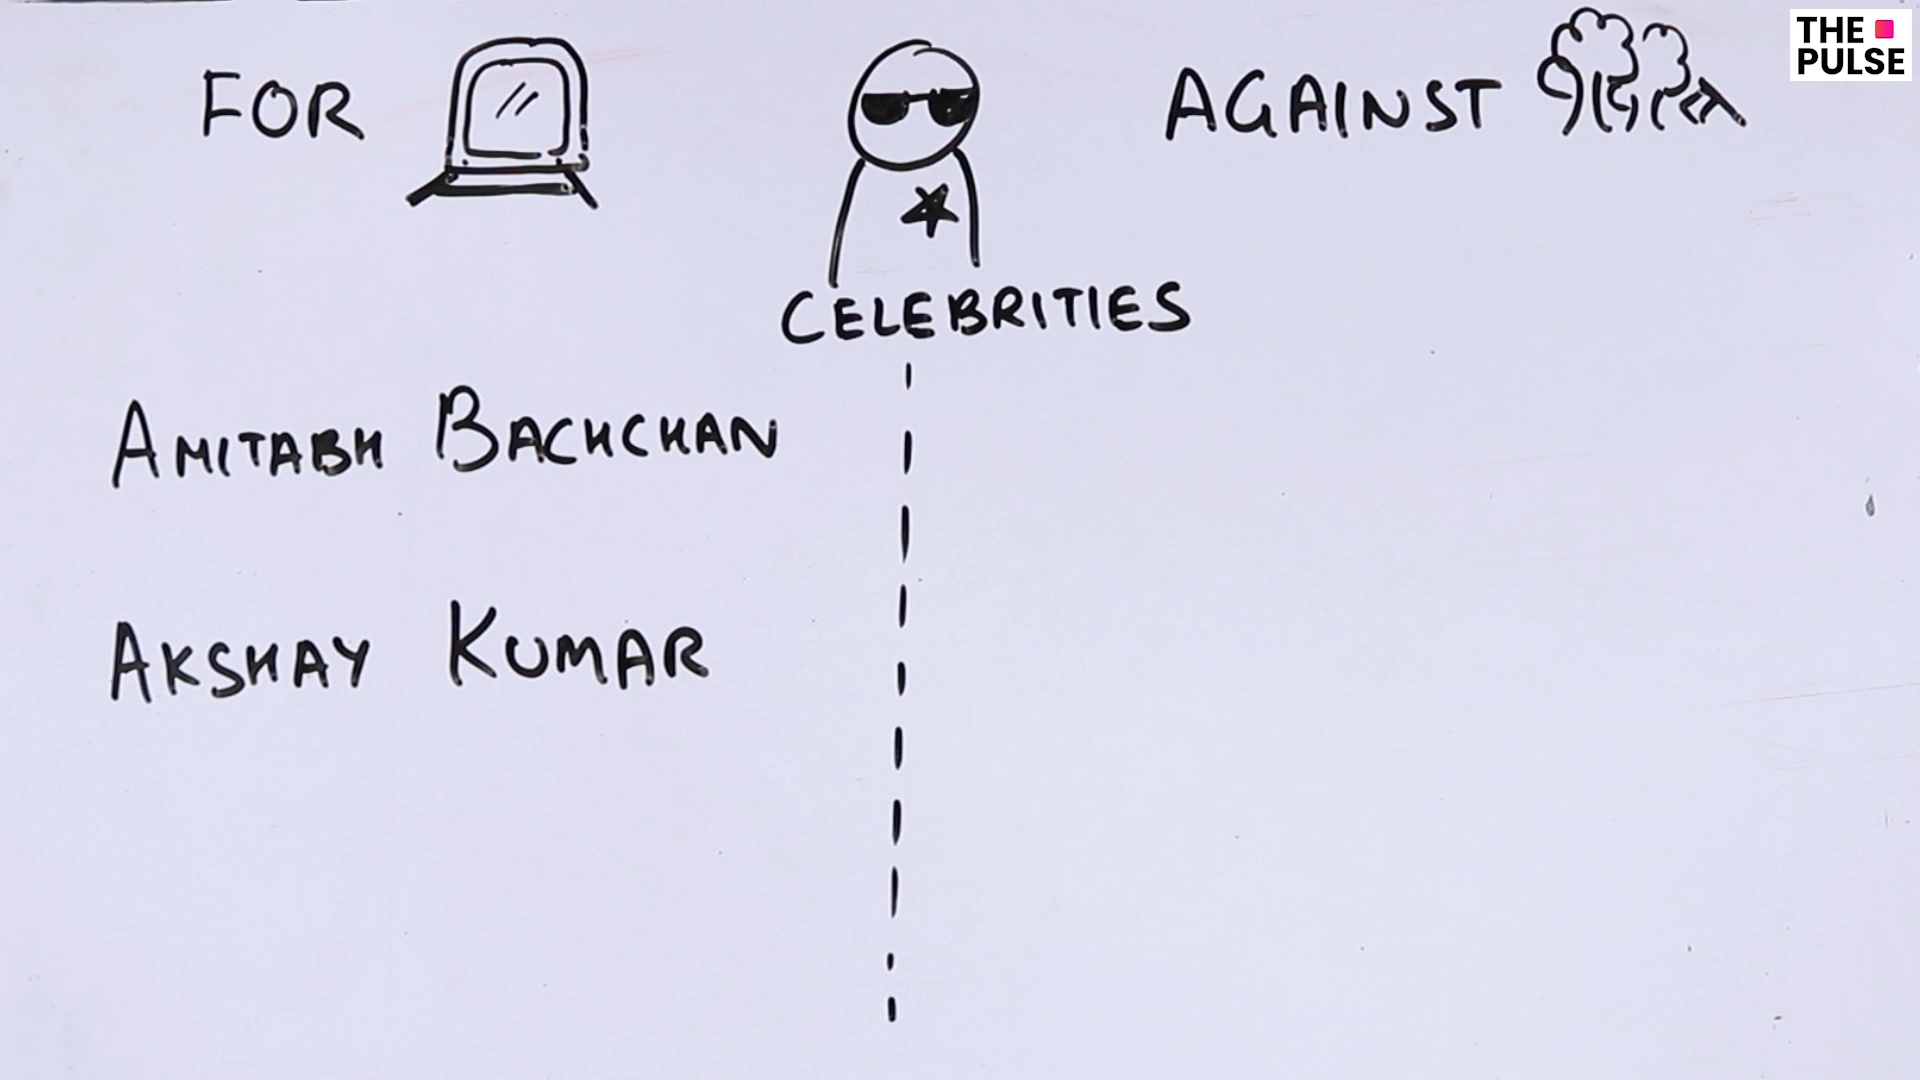 FOR
AGAINST
THE
PULSE
CELEBRITIES
AMITABH BACHCHAN
AKSHAY KUMAR